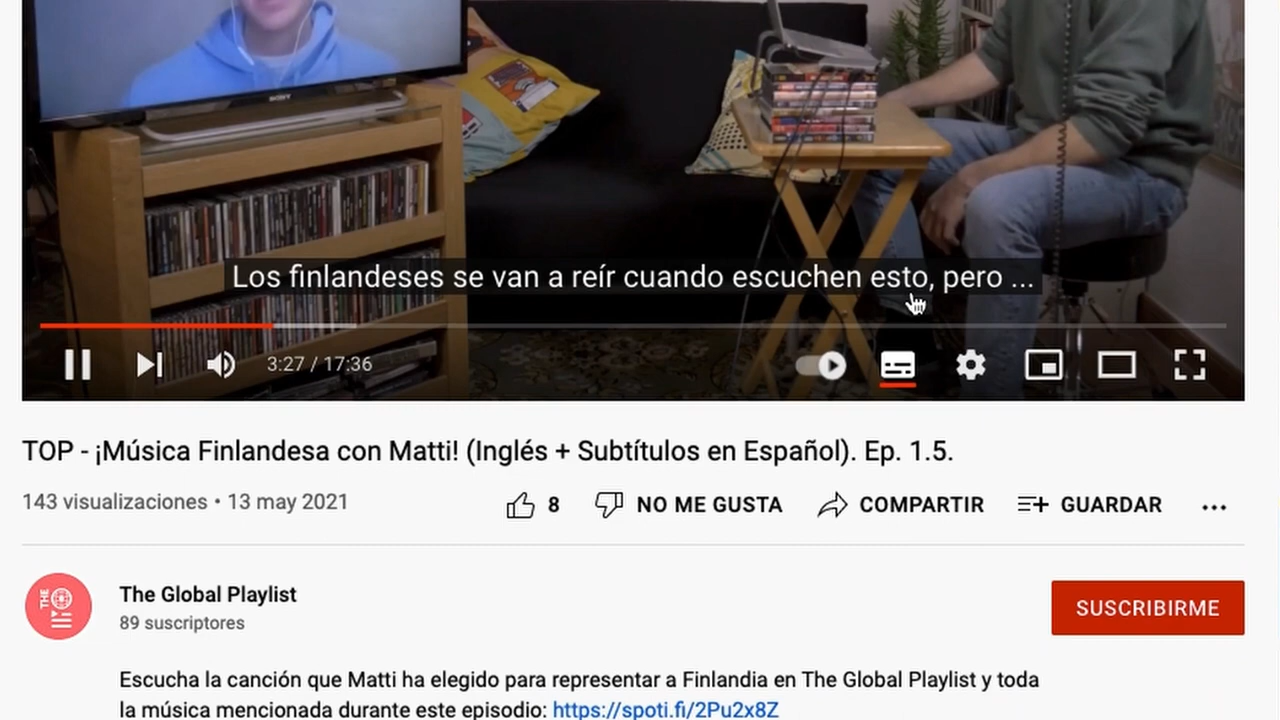 SONY
Los finlandeses se van a reír cuando escuchen esto, pero ...
3:27 / 17:36
TOP - ¡Música Finlandesa con Matti! (Inglés + Subtítulos en Español). Ep. 1.5.
143 visualizaciones • 13 may 2021
8 NO ME GUSTA COMPARTIR GUARDAR ...
THE
The Global Playlist
89 suscriptores
SUSCRIBIRME
Escucha la canción que Matti ha elegido para representar a Finlandia en The Global Playlist y toda
la música mencionada durante este episodio: https://spoti.fi/2Pu2x8Z